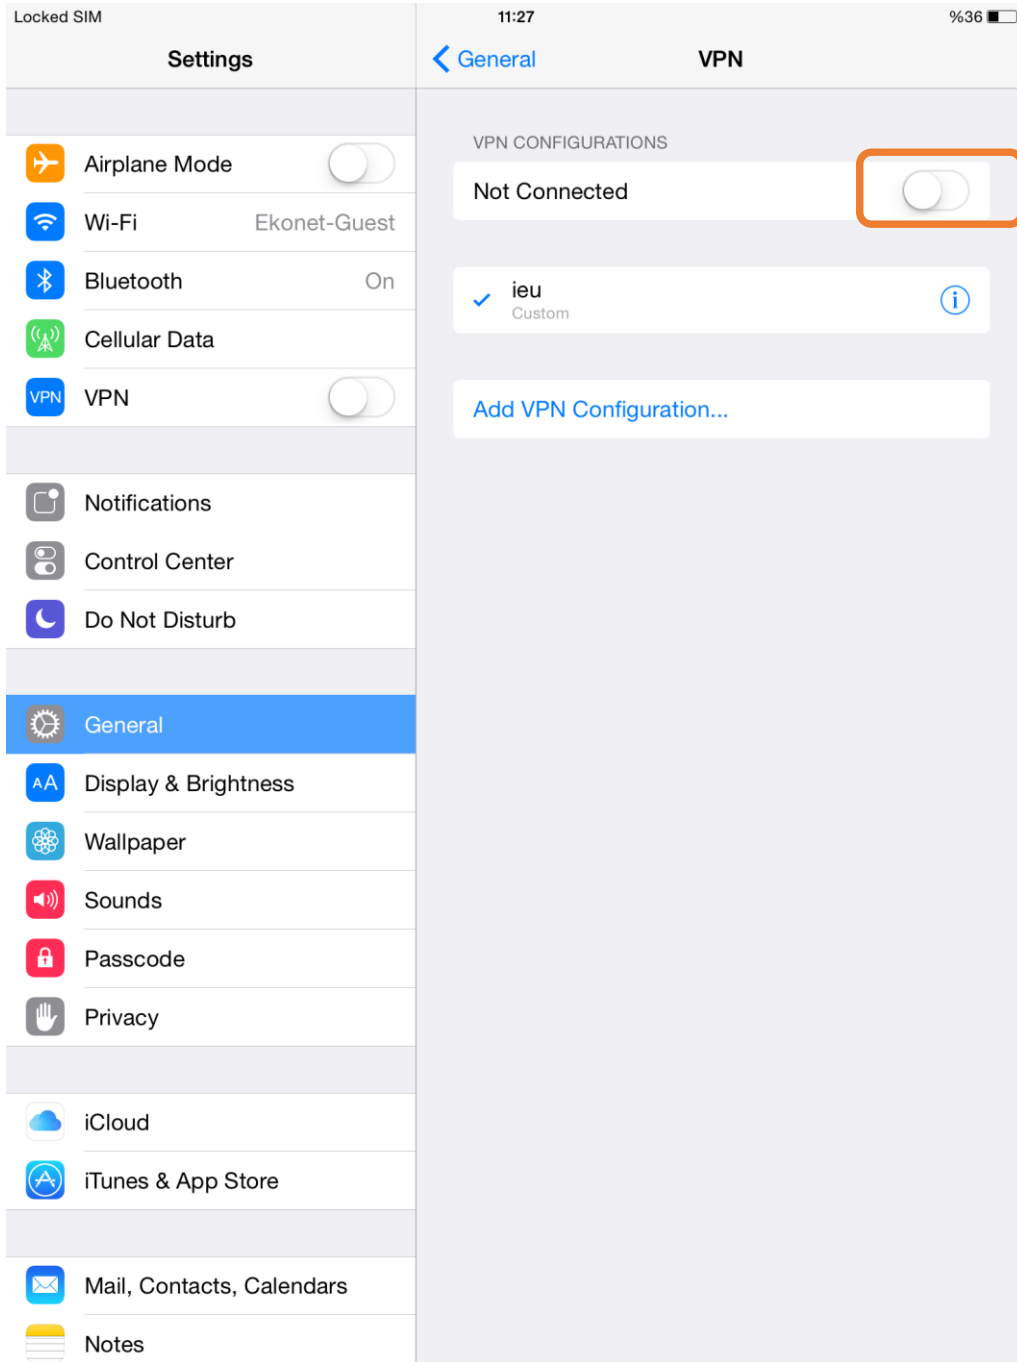 Locked SIM 11:27 %36
Settings
General VPN
Airplane Mode
Wi-Fi Ekonet-Guest
Bluetooth On
Cellular Data
VPN VPN
Notifications
Control Center
Do Not Disturb
General
AA Display & Brightness
Wallpaper
Sounds
Passcode
Privacy
iCloud
iTunes & App Store
Mail, Contacts, Calendars
Notes
VPN CONFIGURATIONS
Not Connected
ieu
Custom
Add VPN Configuration...